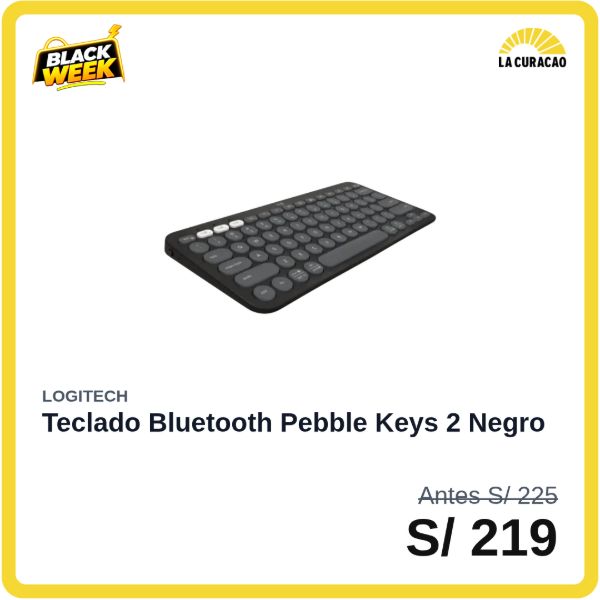 BLACK
WEEK
LA CURACAO
LOGITECH
Teclado Bluetooth Pebble Keys 2 Negro
Antes S/ 225
S/ 219